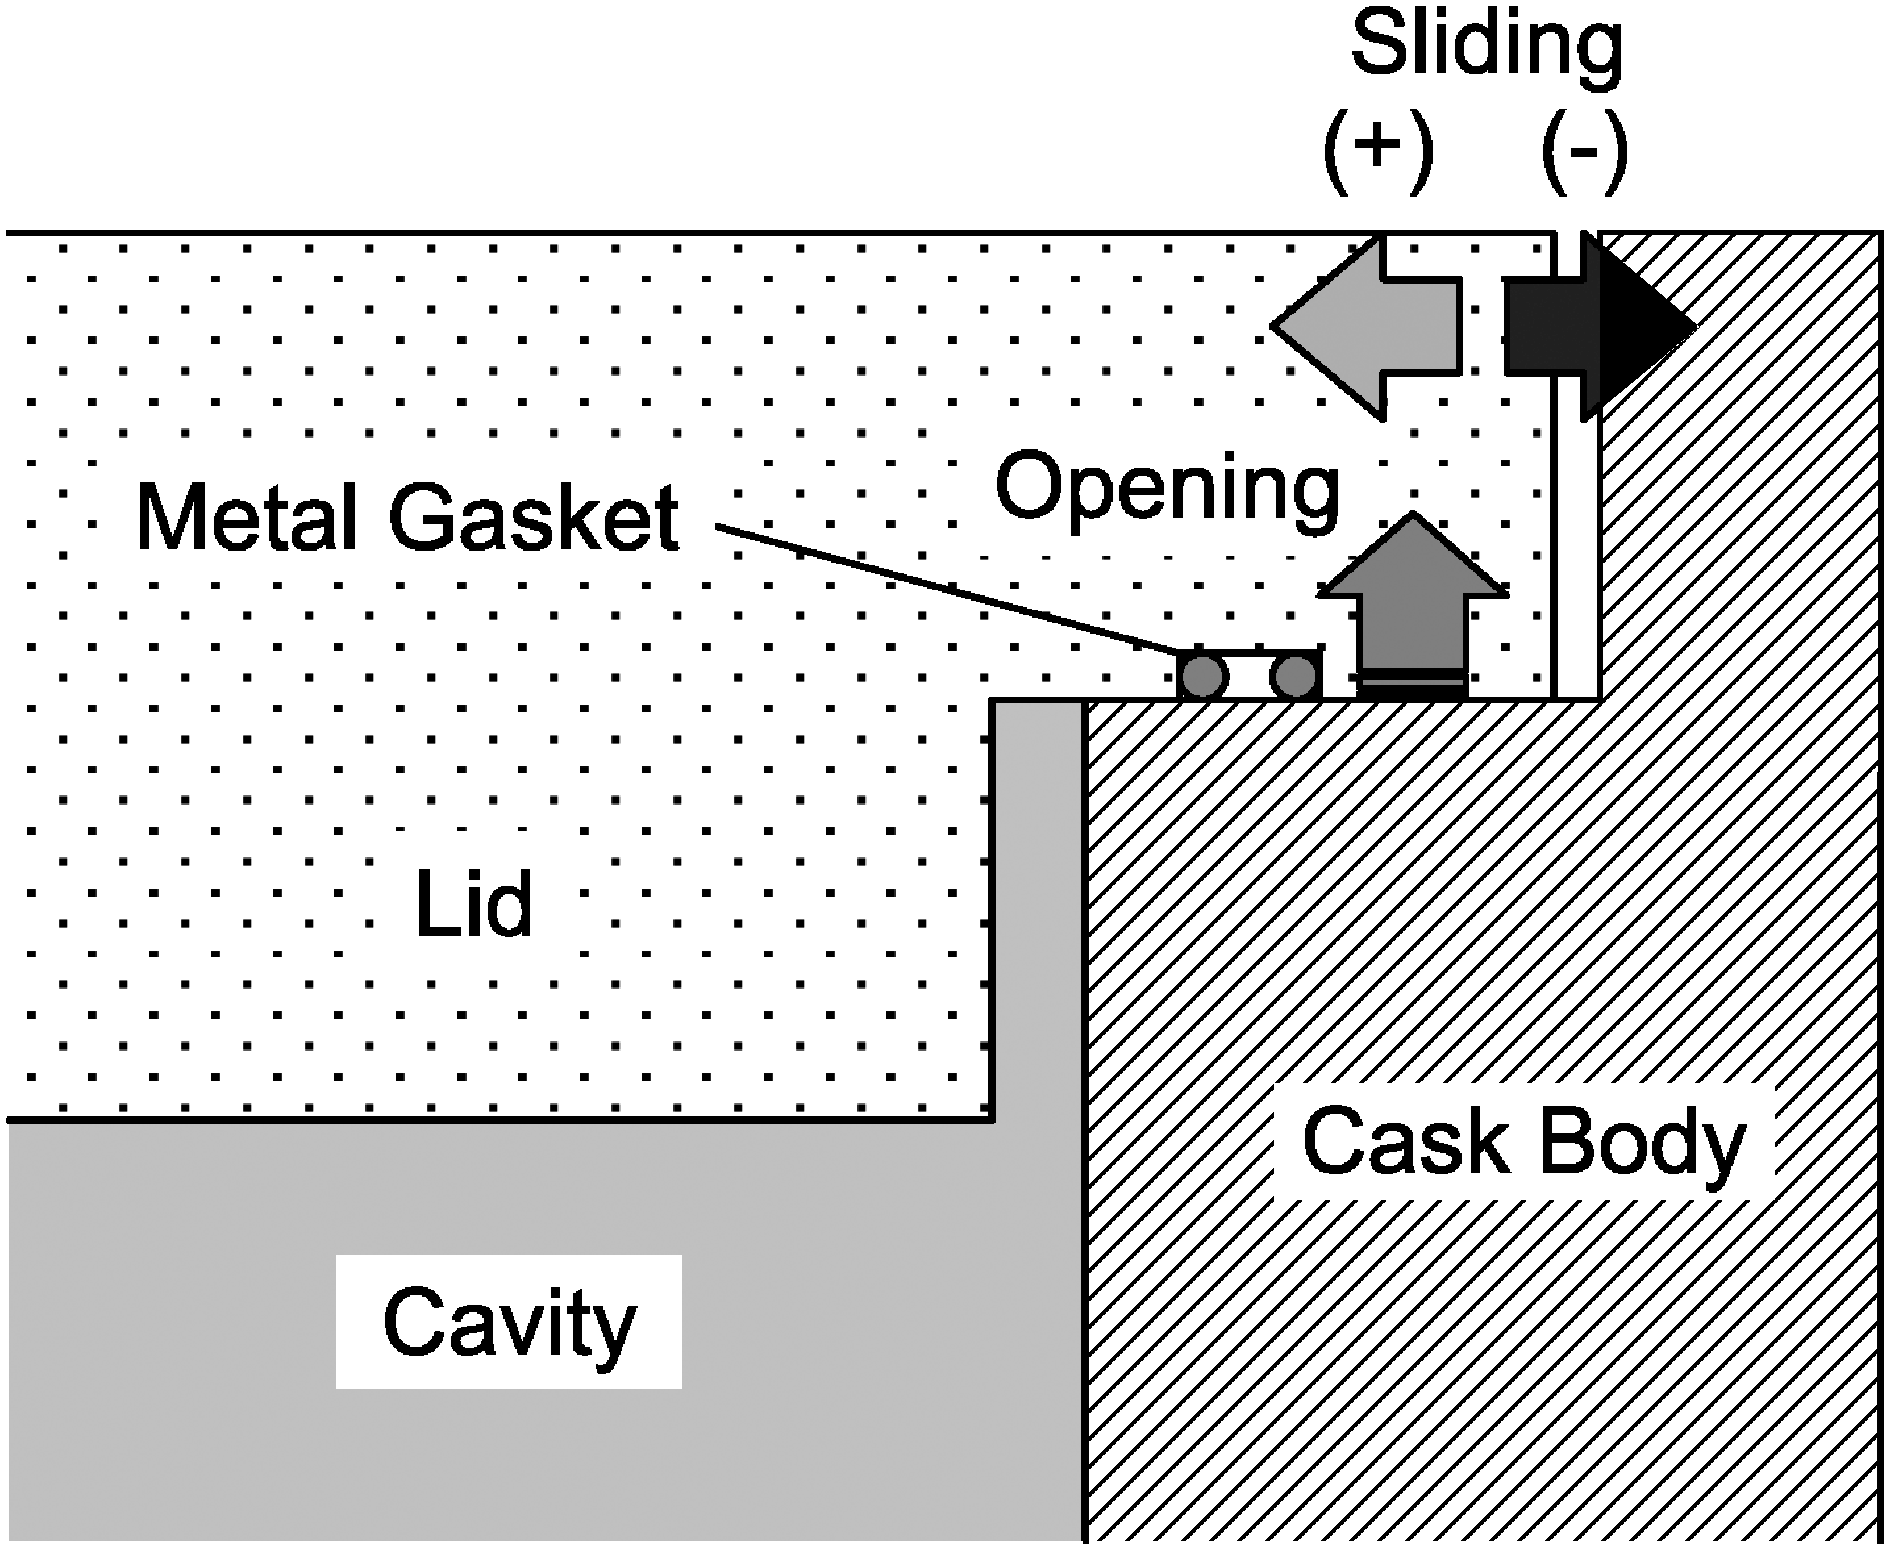 Sliding
(+) (-)
Opening
Metal Gasket
Lid
Cask Body
Cavity